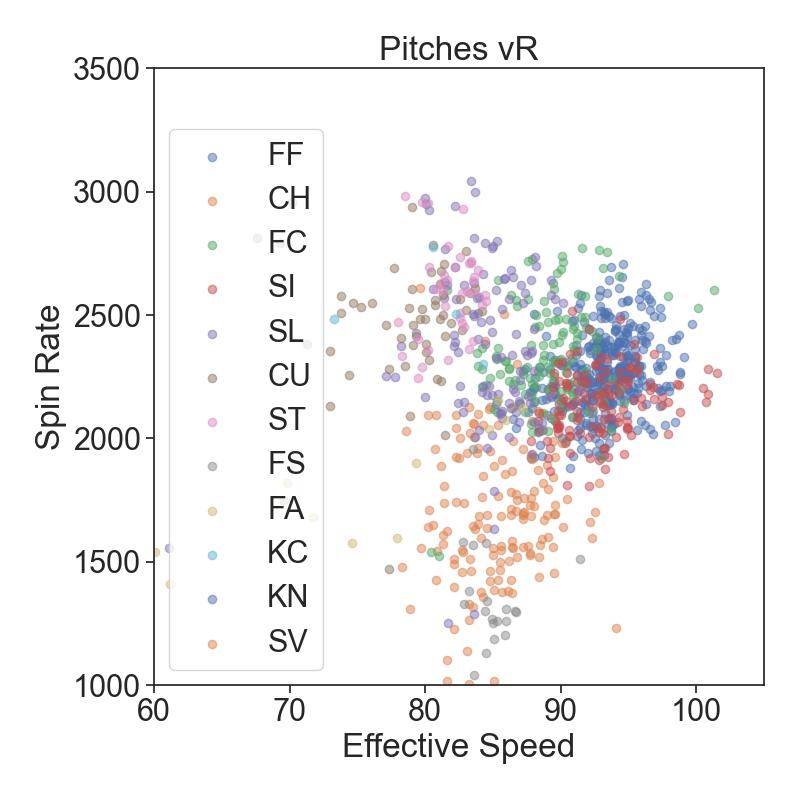 Pitches vR
3500
3000
2500
2000
1500
1000
Spin Rate
FF
CH
FC
SI
SL
CU
ST
FS
FA
KC
KN
SV
60 70 80 90 100
Effective Speed